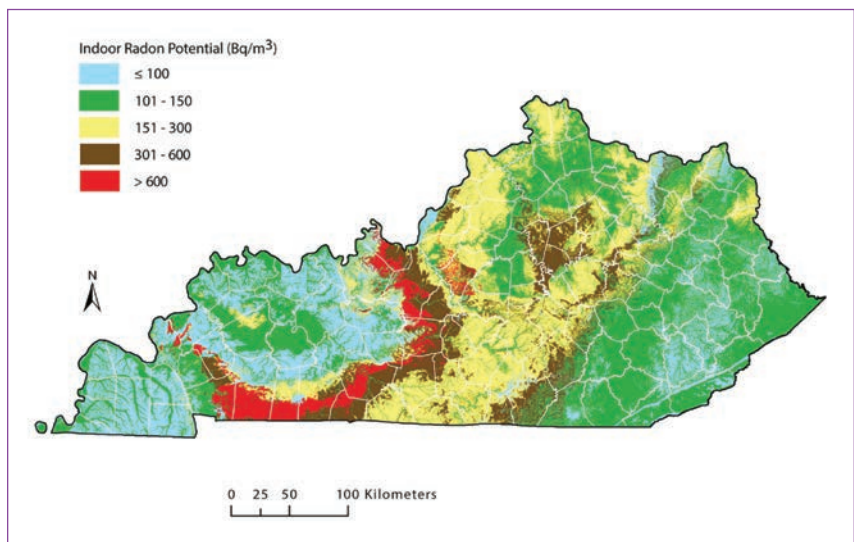 Indoor Radon Potential (Bq/m³)
≤ 100
101 - 150
151 - 300
301 - 600
> 600
N
0 25 50 100 Kilometers